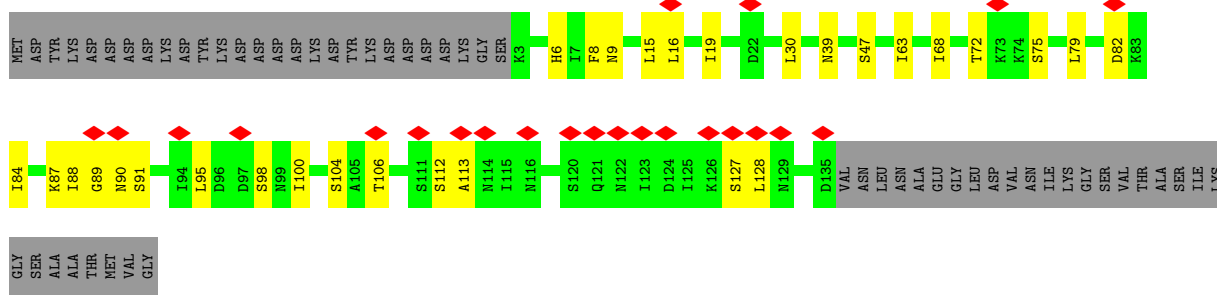 MET ASP TYR LYS ASP ASP ASP ASP LYS ASP TYR LYS ASP ASP ASP ASP LYS ASP TYR LYS ASP ASP ASP ASP LYS GLY SER K3 H6 I7 F8 N9 L15 L16 I19 D22 L30 N39 S47 I63 I68 T72 K73 K74 S75 L79 D82 K83
I84 K87 I88 G89 N90 S91 I94 L95 D96 D97 S98 N99 I100 S104 A105 T106 S111 S112 A113 N114 I115 N116 S120 Q121 N122 I123 D124 I125 K126 S127 L128 N129 D135 VAL ASN LEU ASN ALA GLU GLY LEU ASP VAL ASN ILE LYS GLY SER VAL THR ALA SER ILE LYS
GLY SER ALA ALA THR MET VAL GLY